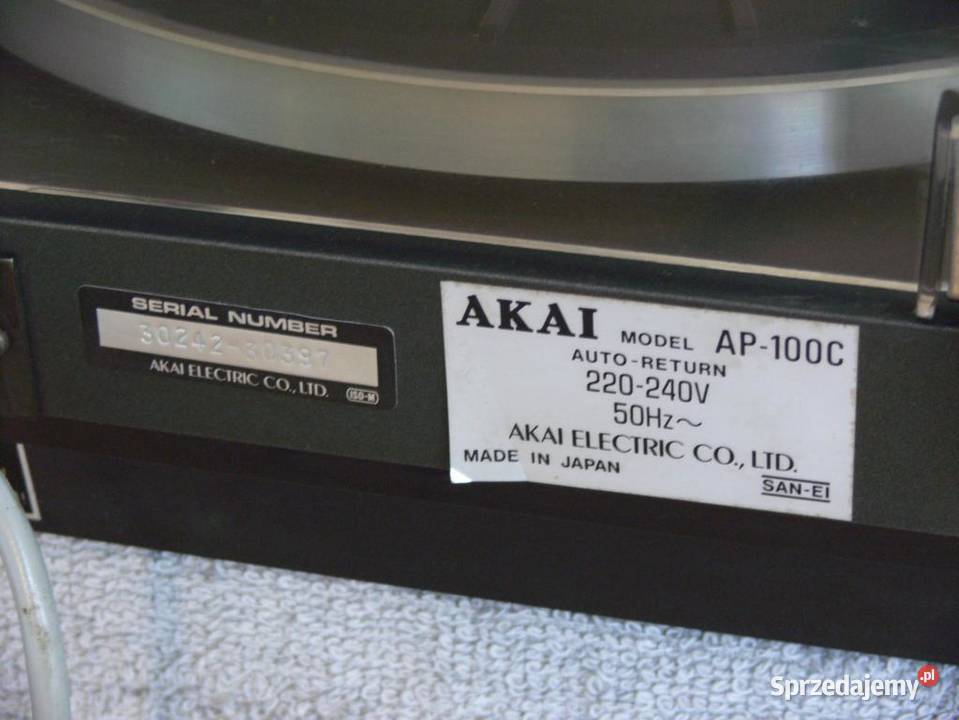 SERIAL NUMBER
30242-30397
AKAI ELECTRIC CO., LTD.
ISO-M
AKAI MODEL AP-100C
AUTO-RETURN
220-240V
50Hz~
AKAI ELECTRIC CO., LTD.
MADE IN JAPAN
SAN-EI
Sprzedajemy.pl